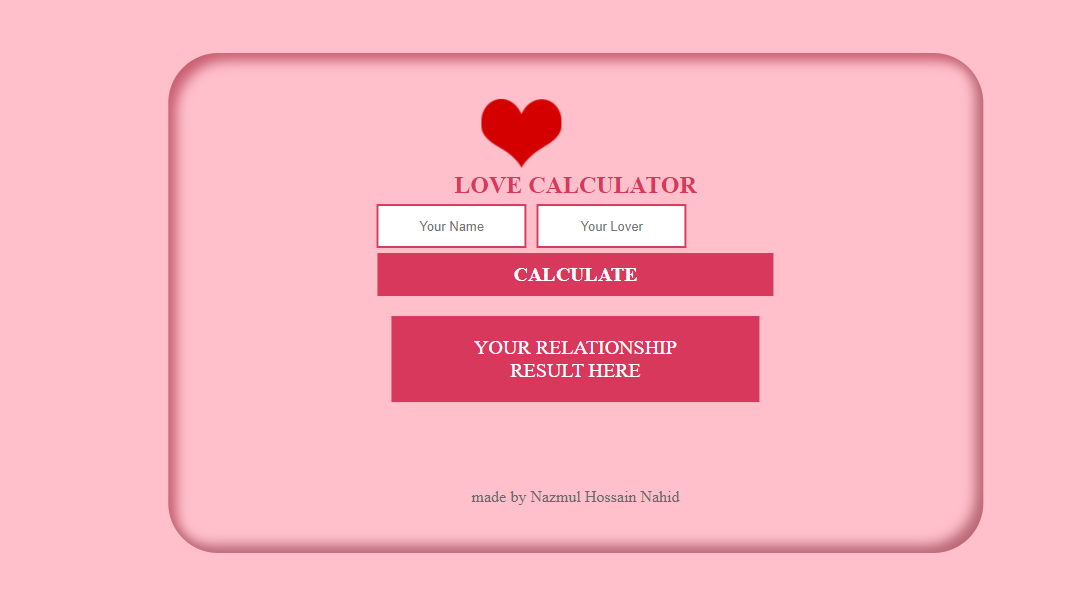 LOVE CALCULATOR
Your Name Your Lover
CALCULATE
YOUR RELATIONSHIP
RESULT HERE
made by Nazmul Hossain Nahid